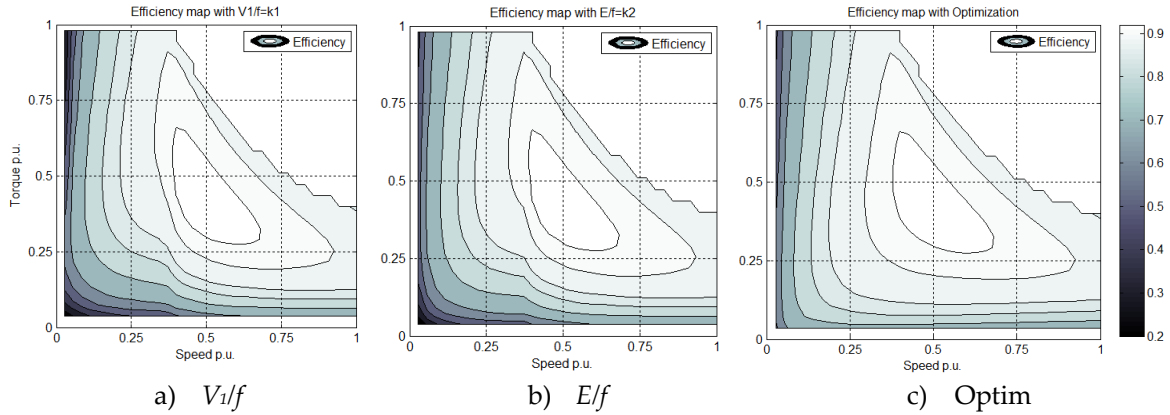 Efficiency map with V1/f=k1
Efficiency
1
0.75
0.5
0.25
0
Torque p.u.
0
0.25
0.5
0.75
1
Speed p.u.
a) V₁/f
Efficiency map with E/f=k2
Efficiency
1
0.75
0.5
0.25
0
0
0.25
0.5
0.75
1
Speed p.u.
b) E/f
Efficiency map with Optimization
Efficiency
1
0.75
0.5
0.25
0
0
0.25
0.5
0.75
1
Speed p.u.
c) Optim
0.9
0.8
0.7
0.6
0.5
0.4
0.3
0.2